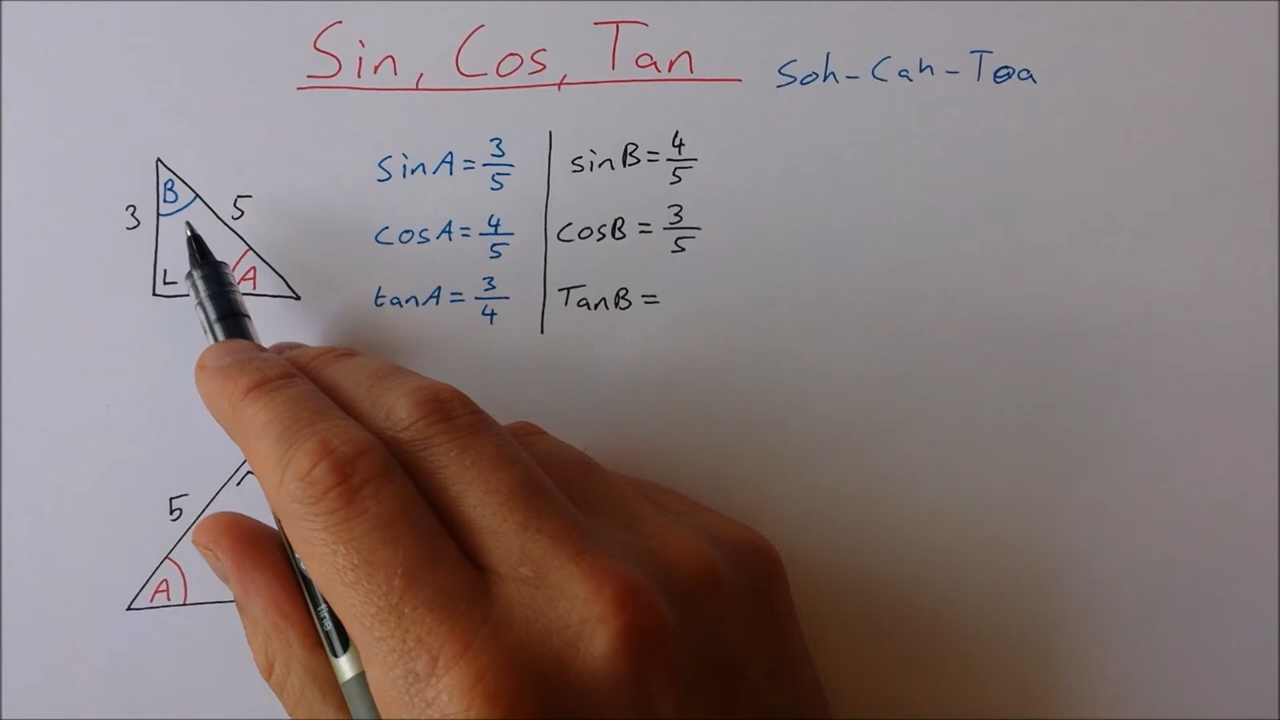 Sin, Cos, Tan
Soh-Cah-Toa
sinA = 3/5
sinB = 4/5
cosA = 4/5
cosB = 3/5
tanA = 3/4
TanB =
B
3
5
A
5
A